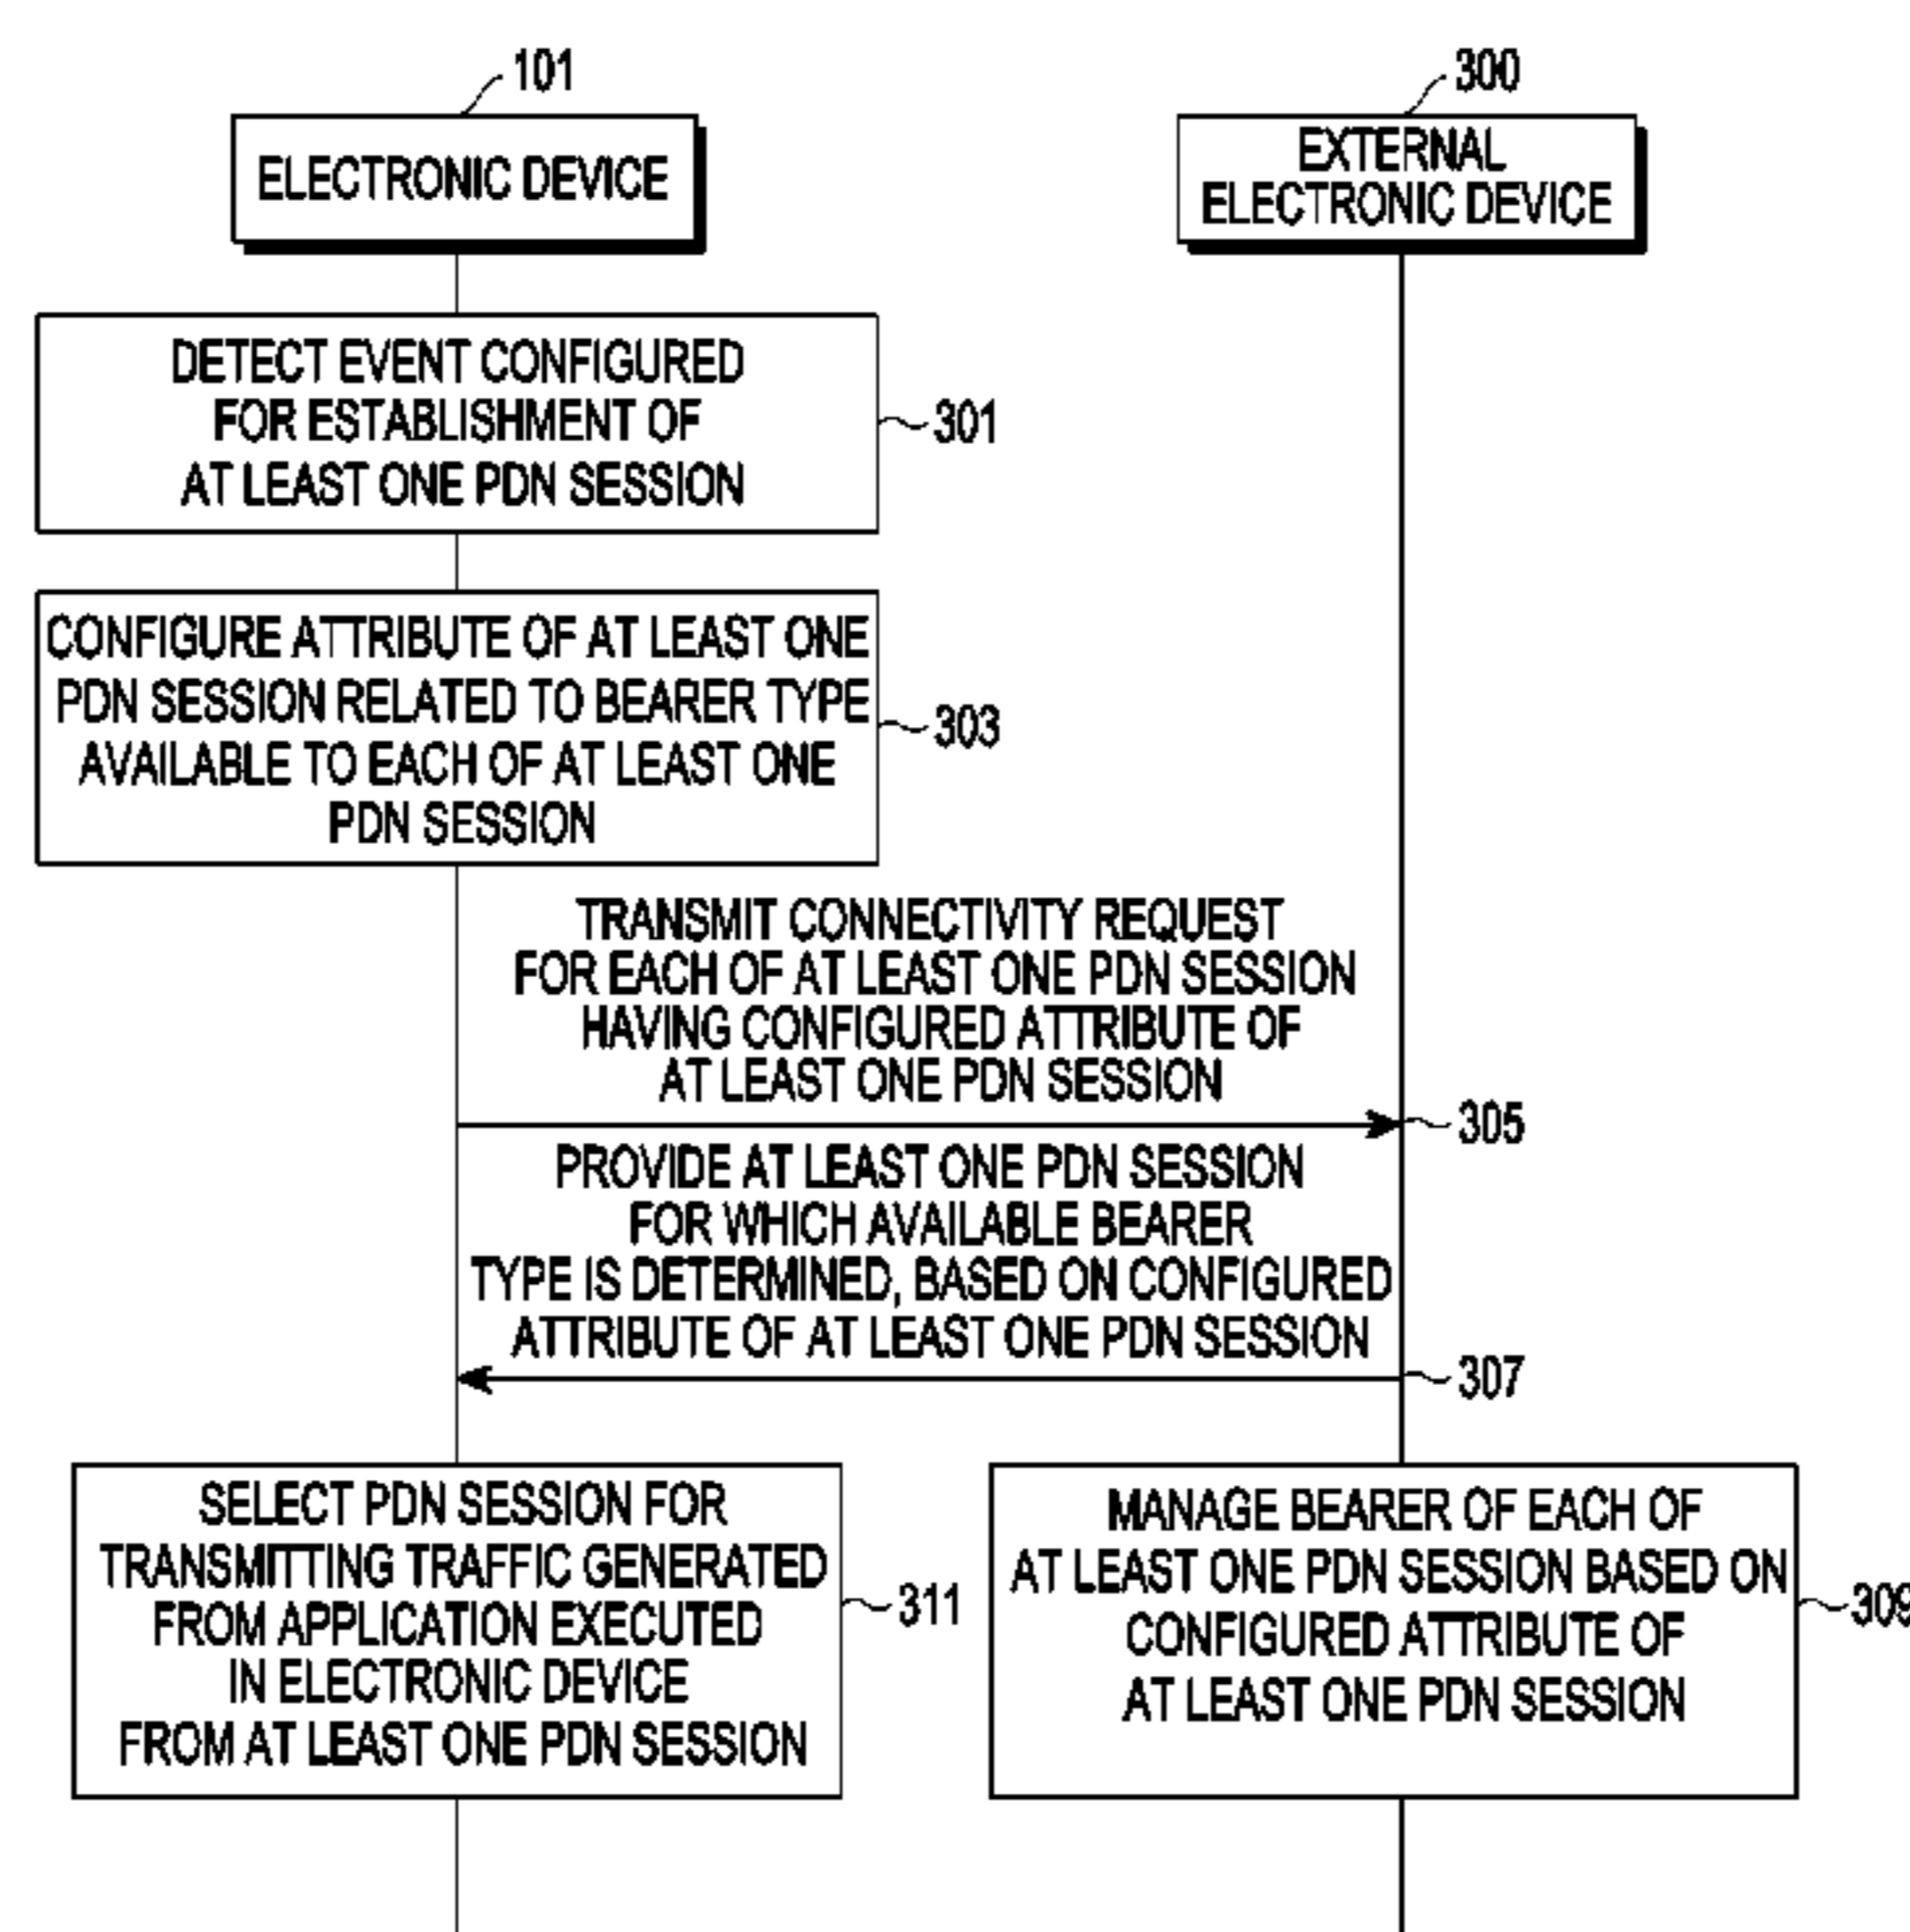 101
ELECTRONIC DEVICE
300
EXTERNAL
ELECTRONIC DEVICE
DETECT EVENT CONFIGURED
FOR ESTABLISHMENT OF
AT LEAST ONE PDN SESSION
301
CONFIGURE ATTRIBUTE OF AT LEAST ONE
PDN SESSION RELATED TO BEARER TYPE
AVAILABLE TO EACH OF AT LEAST ONE
PDN SESSION
303
TRANSMIT CONNECTIVITY REQUEST
FOR EACH OF AT LEAST ONE PDN SESSION
HAVING CONFIGURED ATTRIBUTE OF
AT LEAST ONE PDN SESSION
305
PROVIDE AT LEAST ONE PDN SESSION
FOR WHICH AVAILABLE BEARER
TYPE IS DETERMINED, BASED ON CONFIGURED
ATTRIBUTE OF AT LEAST ONE PDN SESSION
307
SELECT PDN SESSION FOR
TRANSMITTING TRAFFIC GENERATED
FROM APPLICATION EXECUTED
IN ELECTRONIC DEVICE
FROM AT LEAST ONE PDN SESSION
311
MANAGE BEARER OF EACH OF
AT LEAST ONE PDN SESSION BASED ON
CONFIGURED ATTRIBUTE OF
AT LEAST ONE PDN SESSION
309